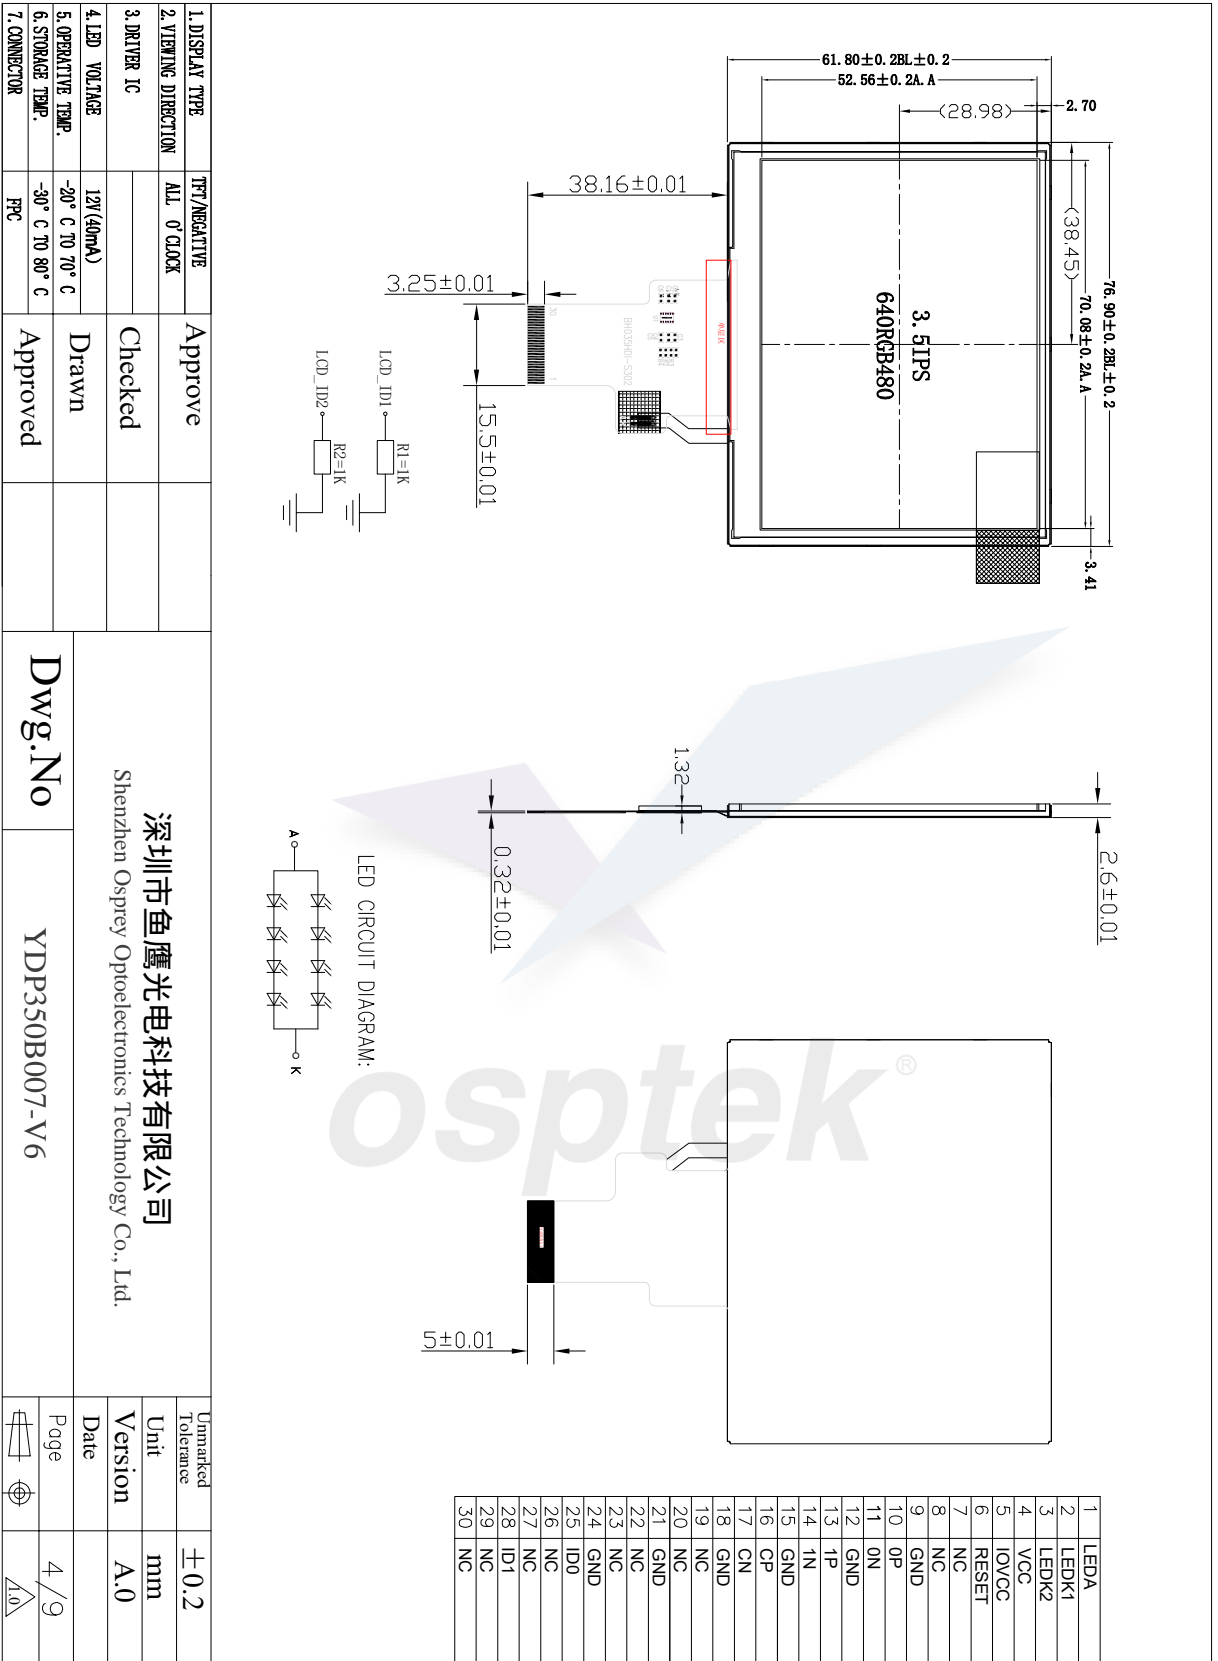 61.80±0.2BL±0.2
52.56±0.2A.A
(28.98)
2.70
76.90±0.2BL±0.2
70.08±0.2A.A
(38.45)
3.41
38.16±0.01
3.25±0.01
15.5±0.01
3.5IPS
640RGB480
单层区
BH035H01-S302
30
1
LCD_ID1
R1=1K
LCD_ID2
R2=1K
1.32
0.32±0.01
2.6±0.01
LED CIRCUIT DIAGRAM:
A
K
osptek®
5±0.01
1 LEDA
2 LEDK1
3 LEDK2
4 VCC
5 IOVCC
6 RESET
7 NC
8 NC
9 GND
10 0P
11 0N
12 GND
13 1P
14 1N
15 GND
16 CP
17 CN
18 GND
19 NC
20 NC
21 GND
22 NC
23 NC
24 GND
25 ID0
26 NC
27 NC
28 ID1
29 NC
30 NC
1.DISPLAY TYPE TFT/NEGATIVE
2.VIEWING DIRECTION ALL O'CLOCK
3.DRIVER IC
4.LED VOLTAGE 12V(40mA)
5.OPERATIVE TEMP. -20°C TO 70°C
6.STORAGE TEMP. -30°C TO 80°C
7.CONNECTOR FPC
Approve
Checked
Drawn
Approved
深圳市鱼鹰光电科技有限公司
Shenzhen Osprey Optoelectronics Technology Co., Ltd.
Dwg.No YDP350B007-V6
Unmarked Tolerance ±0.2
Unit mm
Version A.0
Date
Page 4/9
1.0